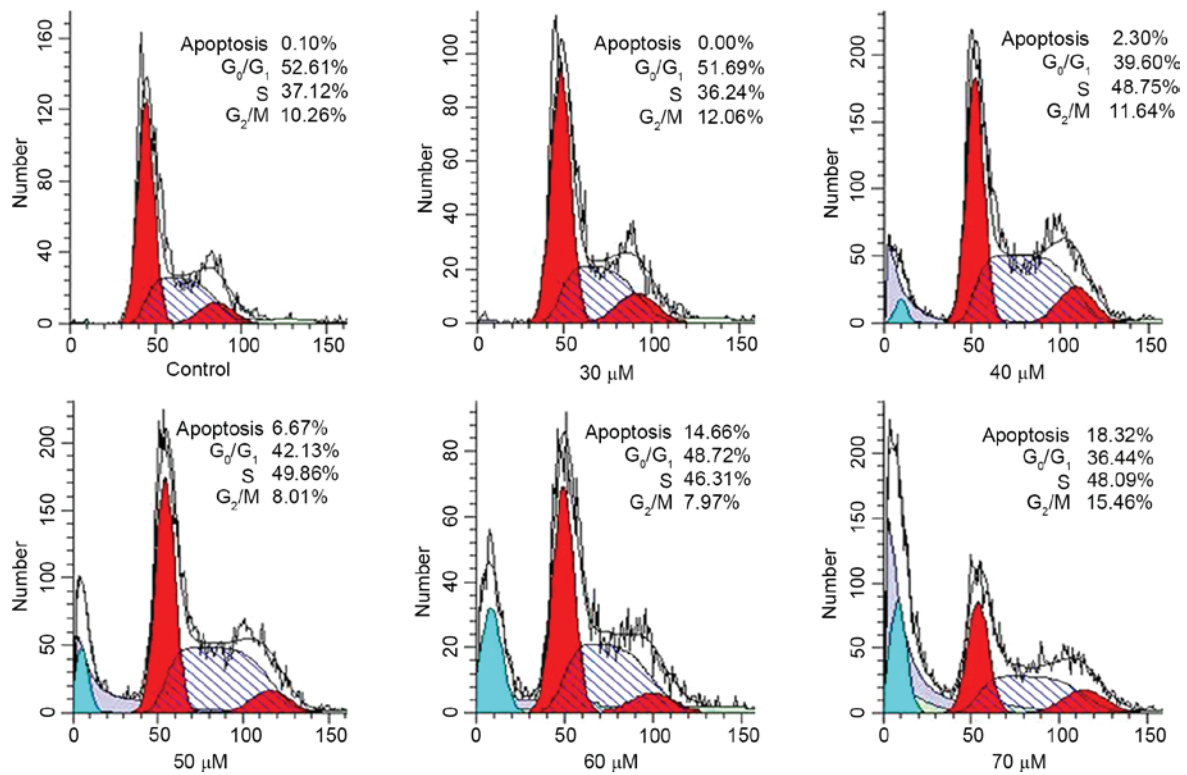 Apoptosis 0.10%
G₀/G₁ 52.61%
S 37.12%
G₂/M 10.26%
Number
160
120
80
40
0
0 50 100 150
Control
Apoptosis 0.00%
G₀/G₁ 51.69%
S 36.24%
G₂/M 12.06%
Number
100
80
60
40
20
0
0 50 100 150
30 μM
Apoptosis 2.30%
G₀/G₁ 39.60%
S 48.75%
G₂/M 11.64%
Number
200
150
100
50
0
0 50 100 150
40 μM
Apoptosis 6.67%
G₀/G₁ 42.13%
S 49.86%
G₂/M 8.01%
Number
200
150
100
50
0
0 50 100 150
50 μM
Apoptosis 14.66%
G₀/G₁ 48.72%
S 46.31%
G₂/M 7.97%
Number
80
60
40
20
0
0 50 100 150
60 μM
Apoptosis 18.32%
G₀/G₁ 36.44%
S 48.09%
G₂/M 15.46%
Number
200
150
100
50
0
0 50 100 150
70 μM